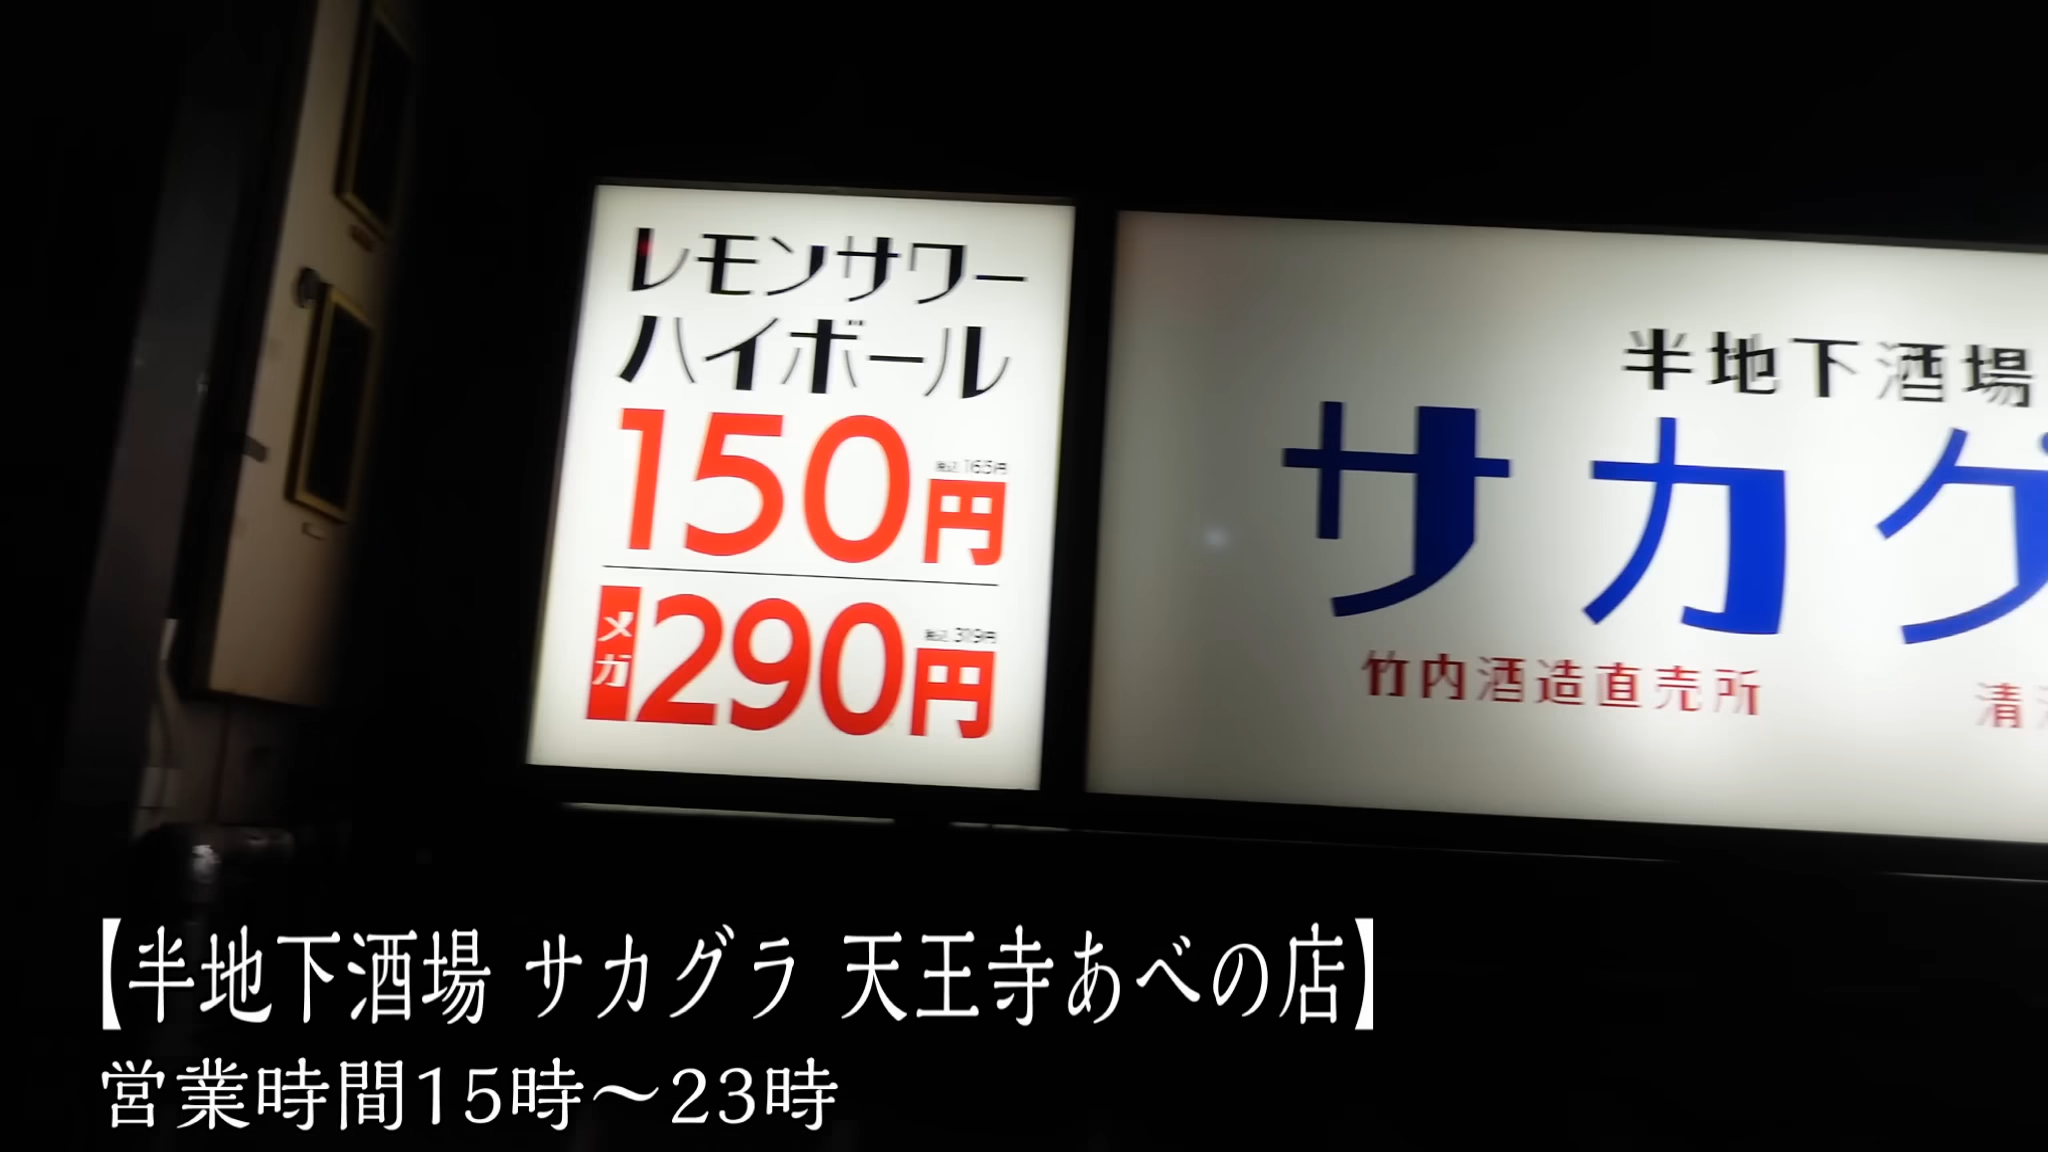 レモンサワー
ハイボール
150円
税込165円
メガ
290円
税込319円
半地下酒場
サカグ
竹内酒造直売所
清
【半地下酒場 サカグラ 天王寺あべの店】
営業時間15時～23時